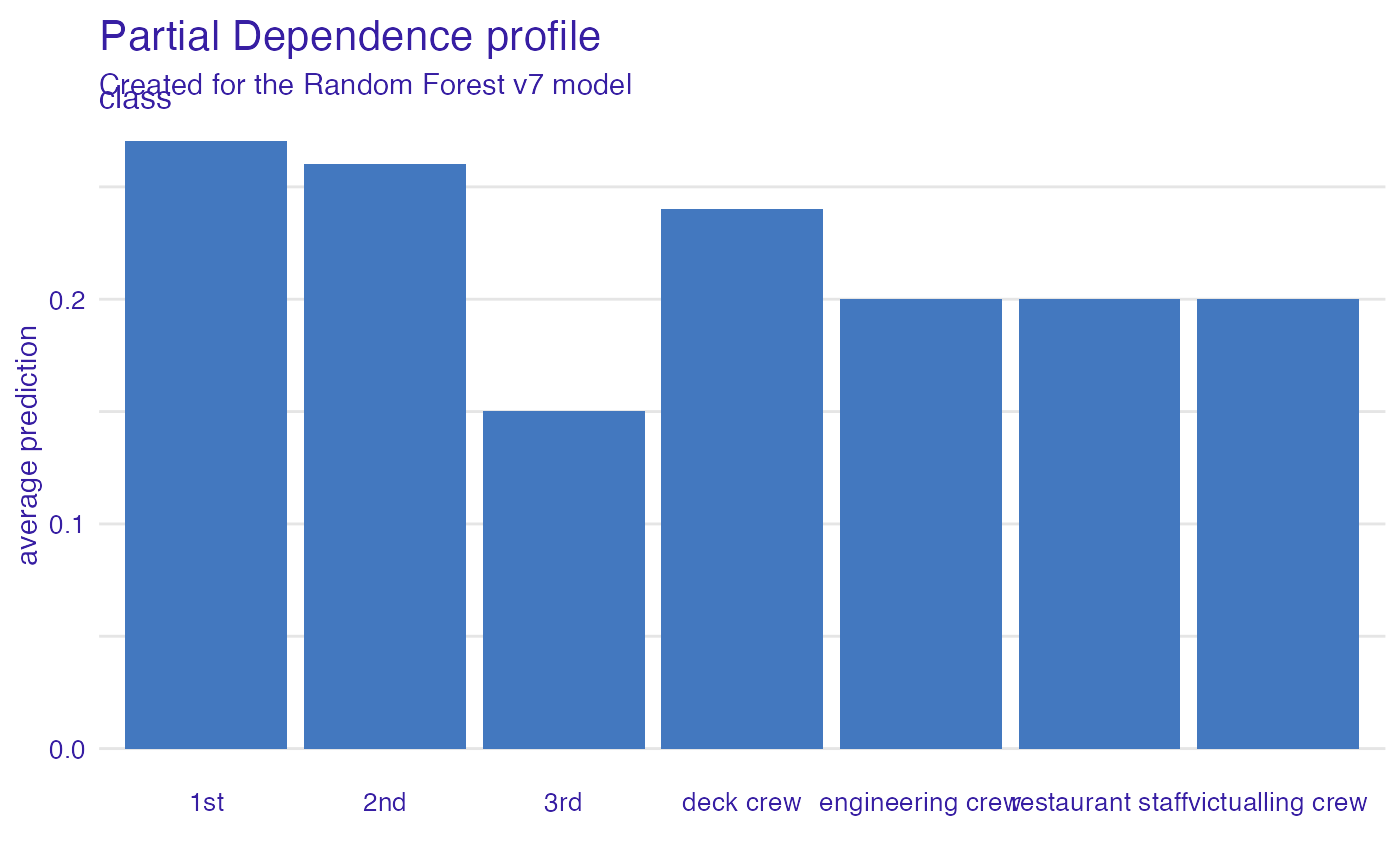 Partial Dependence profile
Created for the Random Forest v7 model
class
0.2
0.1
0.0
average prediction
1st 2nd 3rd deck crew engineering crew restaurant staff victualling crew